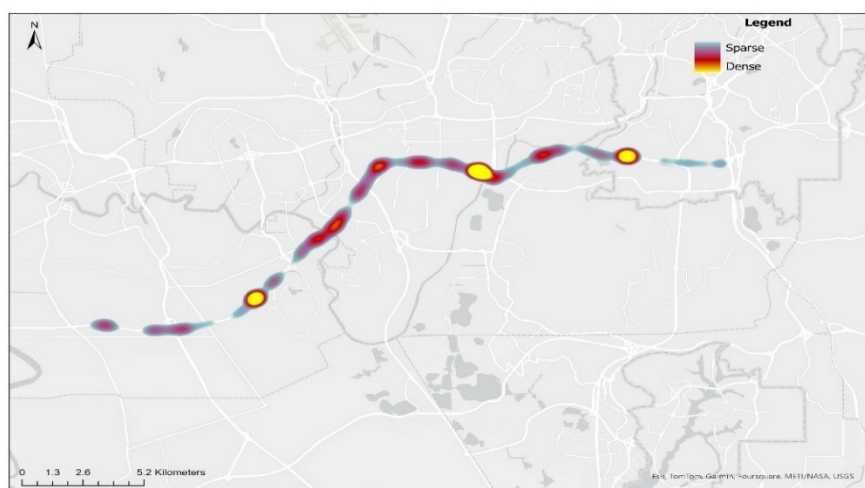 N
Legend
Sparse
Dense
0 1.3 2.6 5.2 Kilometers
Esri, TomTom, Garmin, Foursquare, METI/NASA, USGS